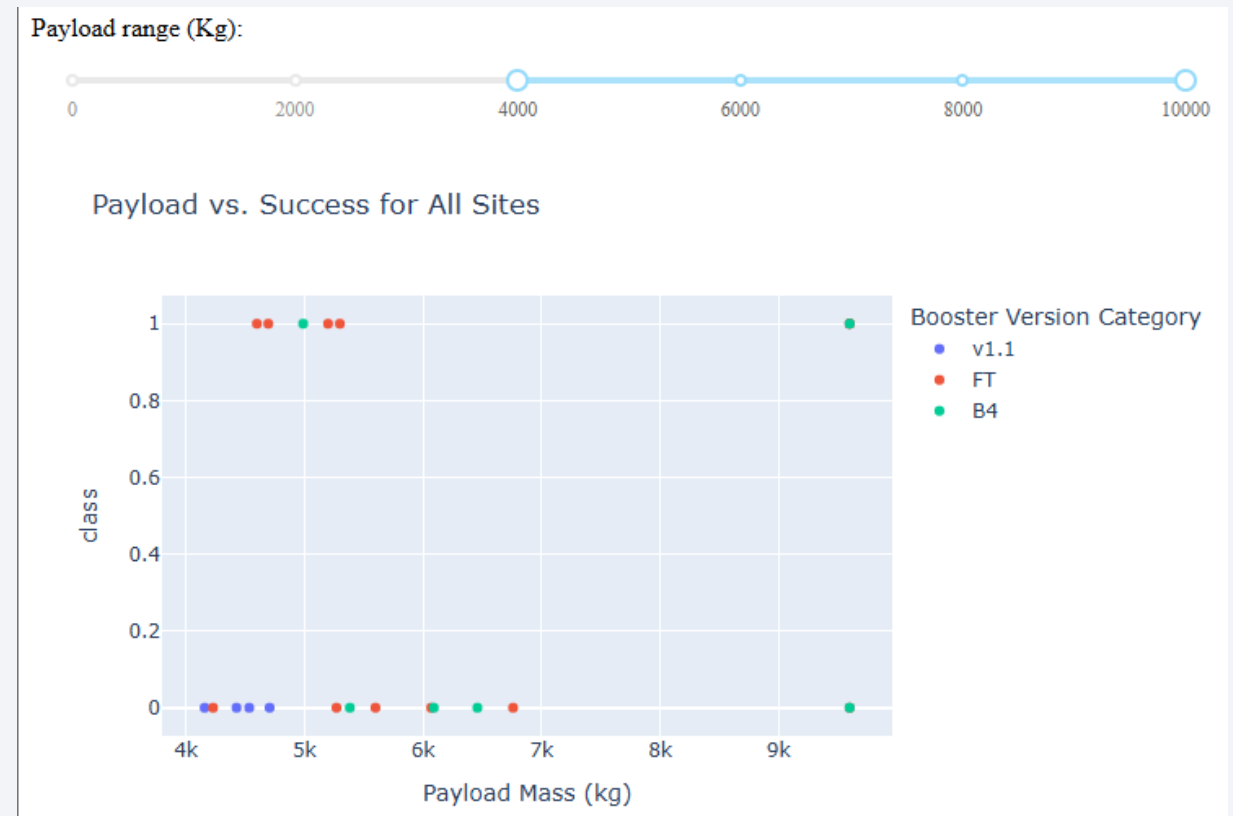 Payload range (Kg):
0 2000 4000 6000 8000 10000
Payload vs. Success for All Sites
Booster Version Category
v1.1
FT
B4
1
0.8
0.6
0.4
0.2
0
class
4k 5k 6k 7k 8k 9k
Payload Mass (kg)